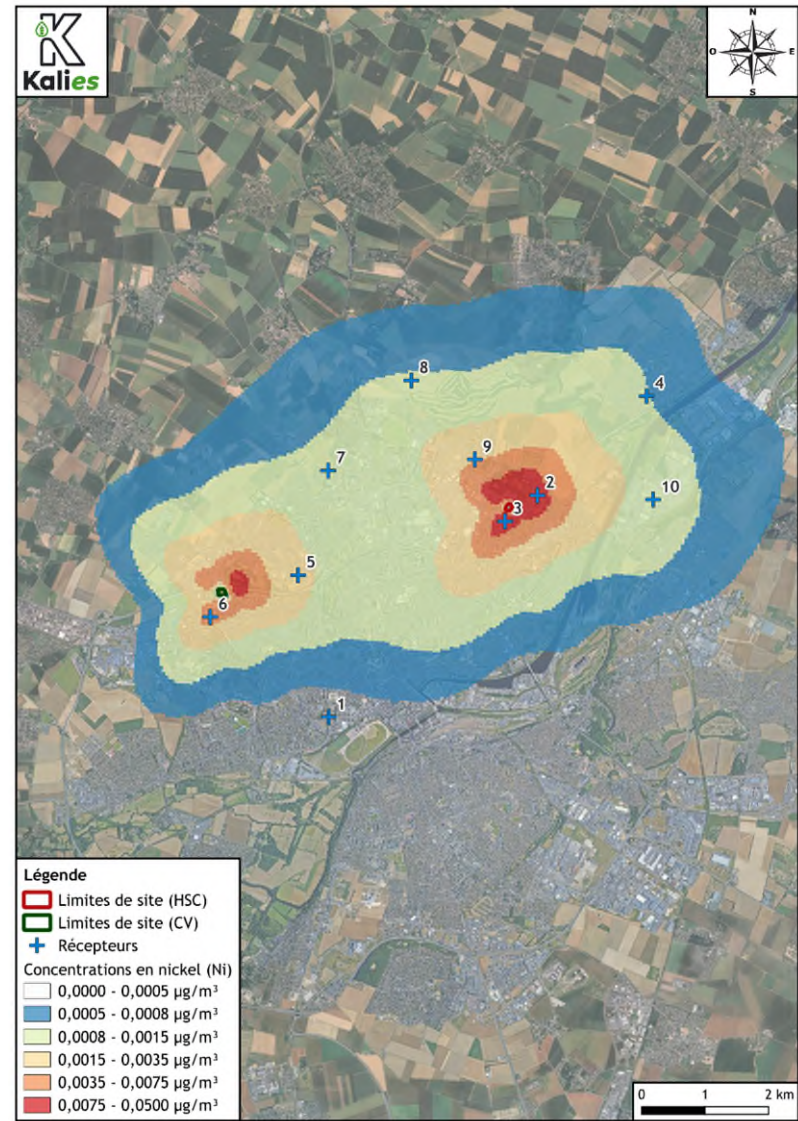 Kalies
N
O
E
S
8
4
9
7
2
10
3
5
6
1
Légende
Limites de site (HSC)
Limites de site (CV)
Récepteurs
Concentrations en nickel (Ni)
0,0000 - 0,0005 µg/m³
0,0005 - 0,0008 µg/m³
0,0008 - 0,0015 µg/m³
0,0015 - 0,0035 µg/m³
0,0035 - 0,0075 µg/m³
0,0075 - 0,0500 µg/m³
0 1 2 km